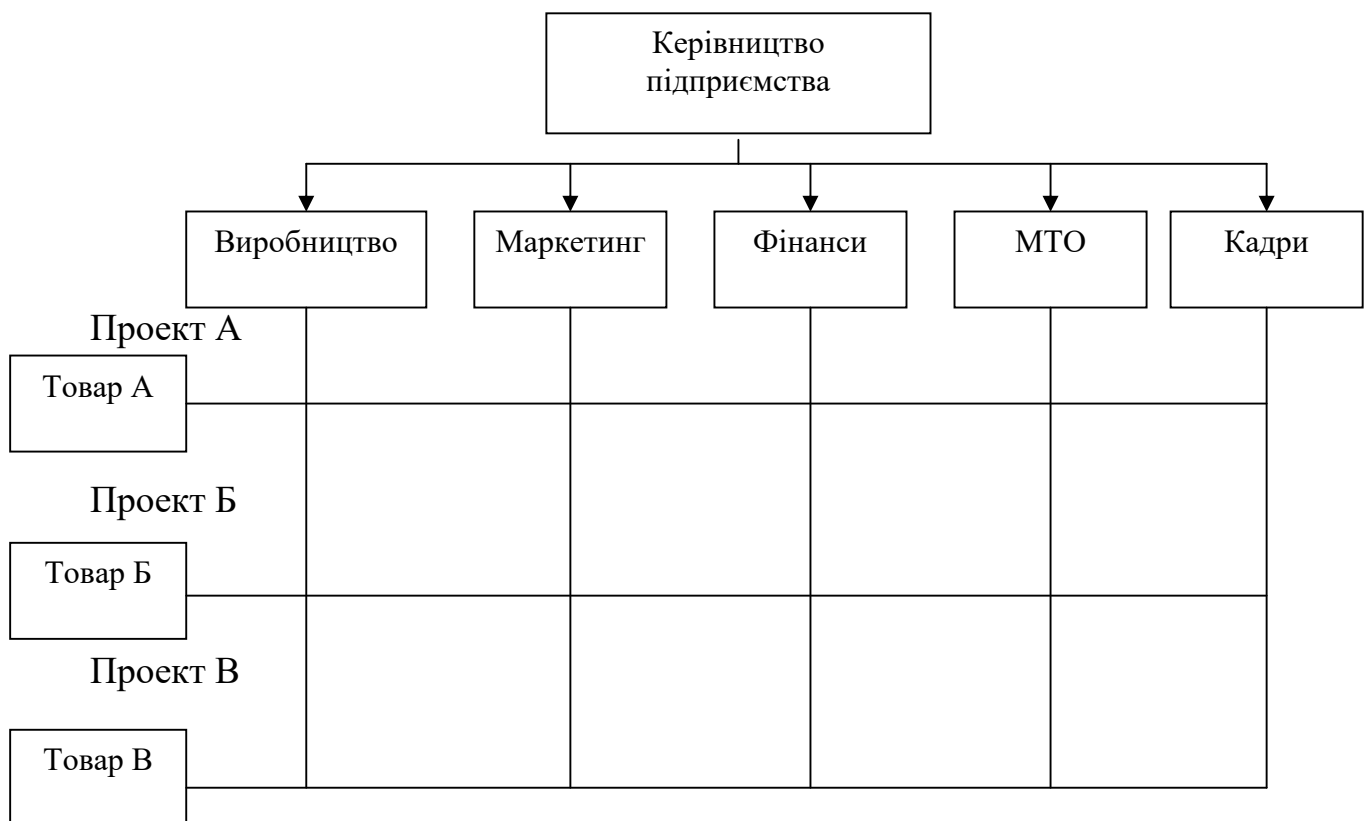 Керівництво
підприємства
Виробництво
Маркетинг
Фінанси
МТО
Кадри
Проект А
Товар А
Проект Б
Товар Б
Проект В
Товар В